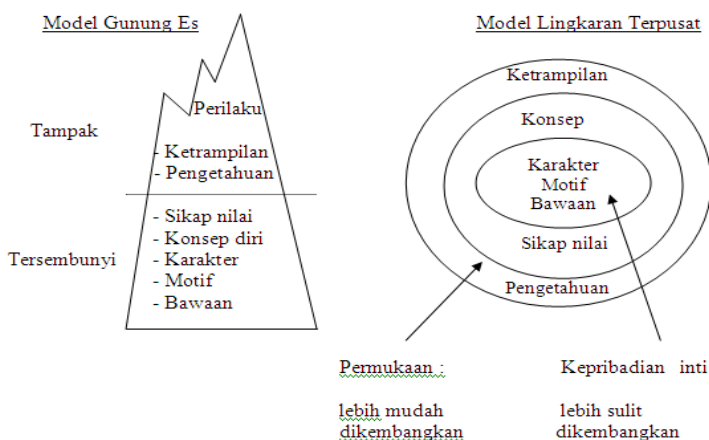 Model Gunung Es
Tampak
Perilaku
- Ketrampilan
- Pengetahuan
Tersembunyi
- Sikap nilai
- Konsep diri
- Karakter
- Motif
- Bawaan
Model Lingkaran Terpusat
Ketrampilan
Konsep
Karakter
Motif
Bawaan
Sikap nilai
Pengetahuan
Permukaan :
lebih mudah
dikembangkan
Kepribadian inti
lebih sulit
dikembangkan